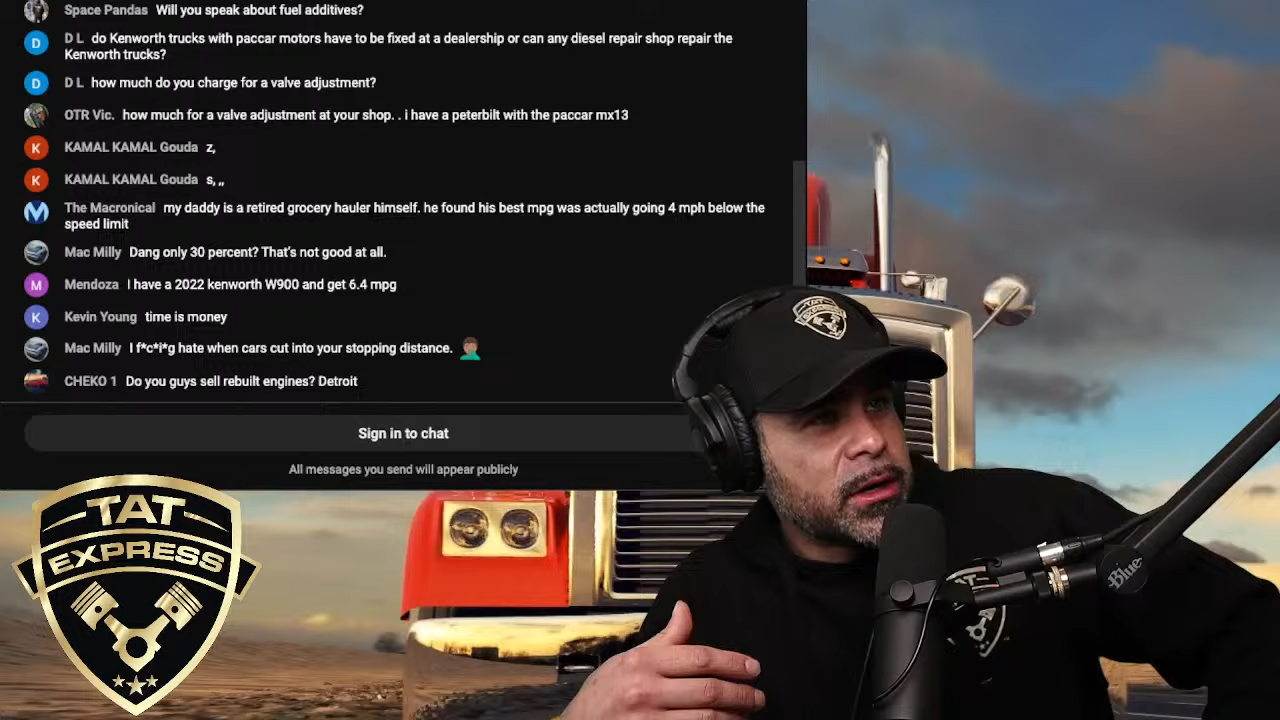 Space Pandas Will you speak about fuel additives?
D L do Kenworth trucks with paccar motors have to be fixed at a dealership or can any diesel repair shop repair the
Kenworth trucks?
D L how much do you charge for a valve adjustment?
OTR Vic. how much for a valve adjustment at your shop. . i have a peterbilt with the paccar mx13
KAMAL KAMAL Gouda z,
KAMAL KAMAL Gouda s, ,,
The Macronical my daddy is a retired grocery hauler himself. he found his best mpg was actually going 4 mph below the
speed limit
Mac Milly Dang only 30 percent? That's not good at all.
Mendoza I have a 2022 kenworth W900 and get 6.4 mpg
Kevin Young time is money
Mac Milly I f*c*i*g hate when cars cut into your stopping distance.
CHEKO 1 Do you guys sell rebuilt engines? Detroit
Sign in to chat
All messages you send will appear publicly
D
D
K
K
M
K
TAT
EXPRESS
TAT
EXPRESS
Blue